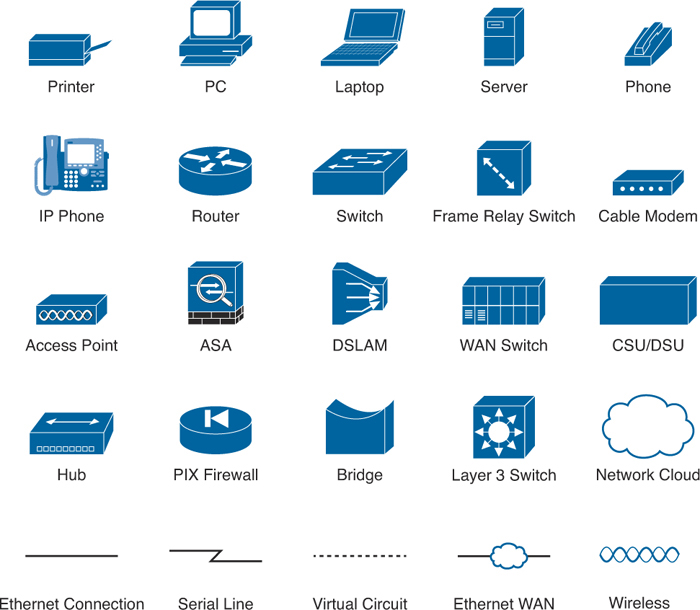 Printer
PC
Laptop
Server
Phone
IP Phone
Router
Switch
Frame Relay Switch
Cable Modem
Access Point
ASA
DSLAM
WAN Switch
CSU/DSU
Hub
PIX Firewall
Bridge
Layer 3 Switch
Network Cloud
Ethernet Connection
Serial Line
Virtual Circuit
Ethernet WAN
Wireless